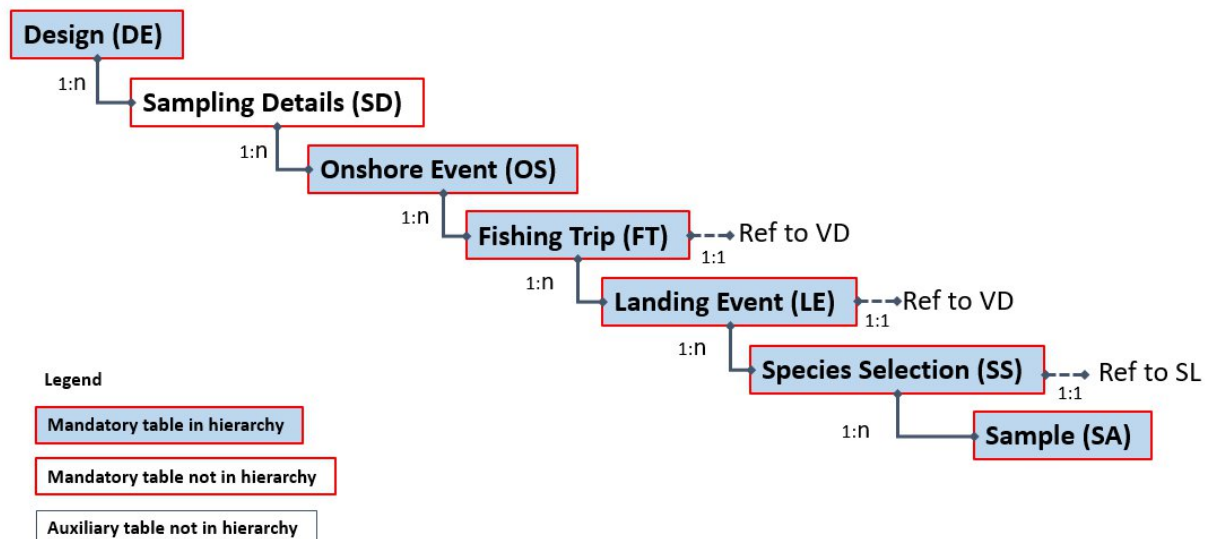 Design (DE)
1:n
Sampling Details (SD)
1:n
Onshore Event (OS)
1:n
Fishing Trip (FT)
Ref to VD
1:1
1:n
Landing Event (LE)
Ref to VD
1:1
1:n
Species Selection (SS)
Ref to SL
1:1
1:n
Sample (SA)
Legend
Mandatory table in hierarchy
Mandatory table not in hierarchy
Auxiliary table not in hierarchy